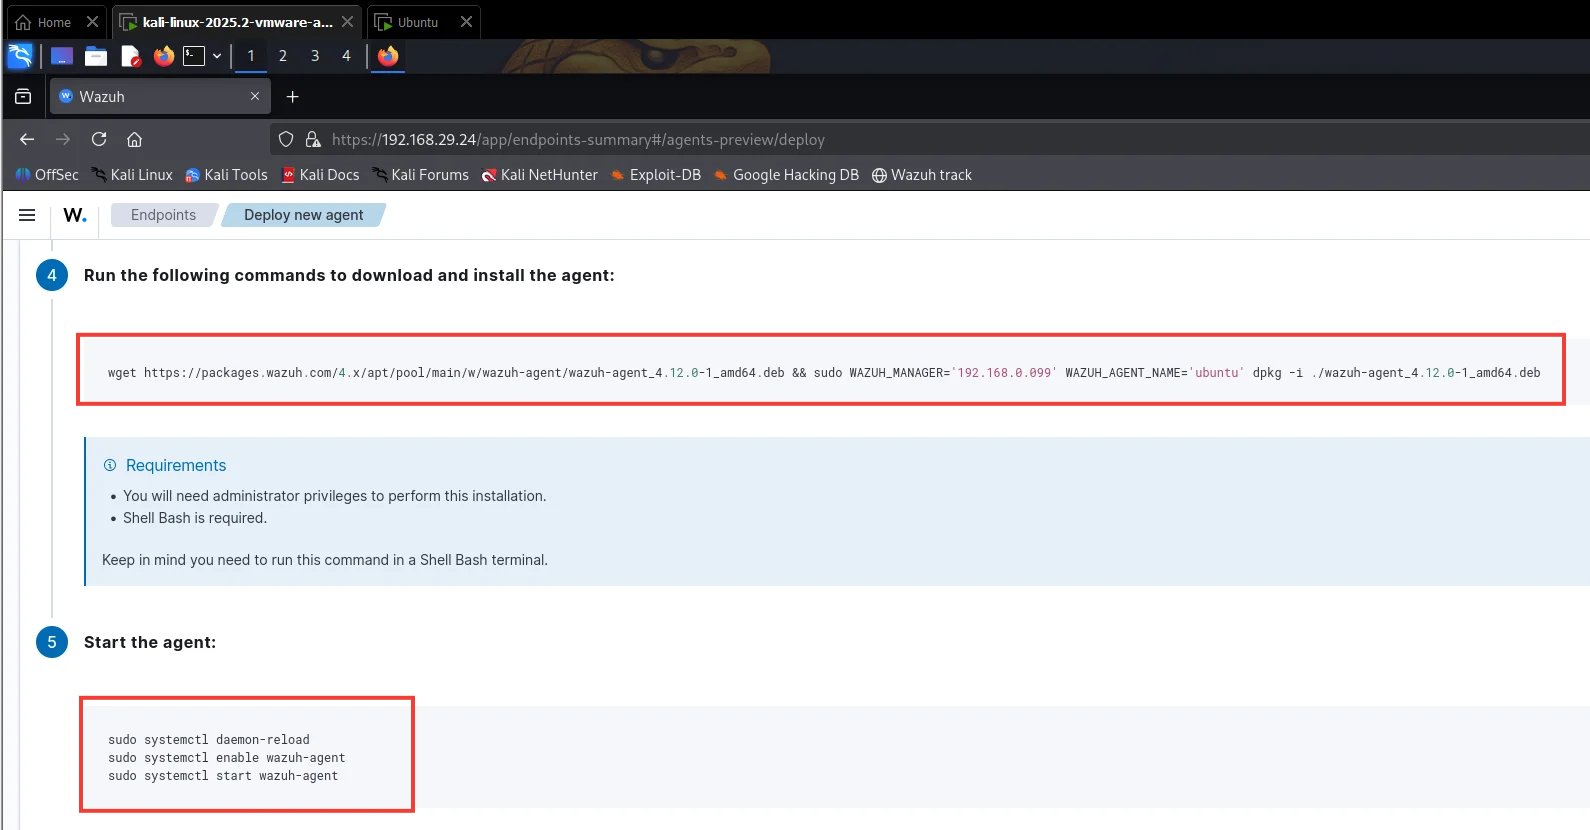 Home
kali-linux-2025.2-vmware-a...
Ubuntu
1 2 3 4
Wazuh
https://192.168.29.24/app/endpoints-summary#/agents-preview/deploy
OffSec Kali Linux Kali Tools Kali Docs Kali Forums Kali NetHunter Exploit-DB Google Hacking DB Wazuh track
W. Endpoints Deploy new agent
4 Run the following commands to download and install the agent:
wget https://packages.wazuh.com/4.x/apt/pool/main/w/wazuh-agent/wazuh-agent_4.12.0-1_amd64.deb && sudo WAZUH_MANAGER='192.168.0.099' WAZUH_AGENT_NAME='ubuntu' dpkg -i ./wazuh-agent_4.12.0-1_amd64.deb
Requirements
• You will need administrator privileges to perform this installation.
• Shell Bash is required.
Keep in mind you need to run this command in a Shell Bash terminal.
5 Start the agent:
sudo systemctl daemon-reload
sudo systemctl enable wazuh-agent
sudo systemctl start wazuh-agent